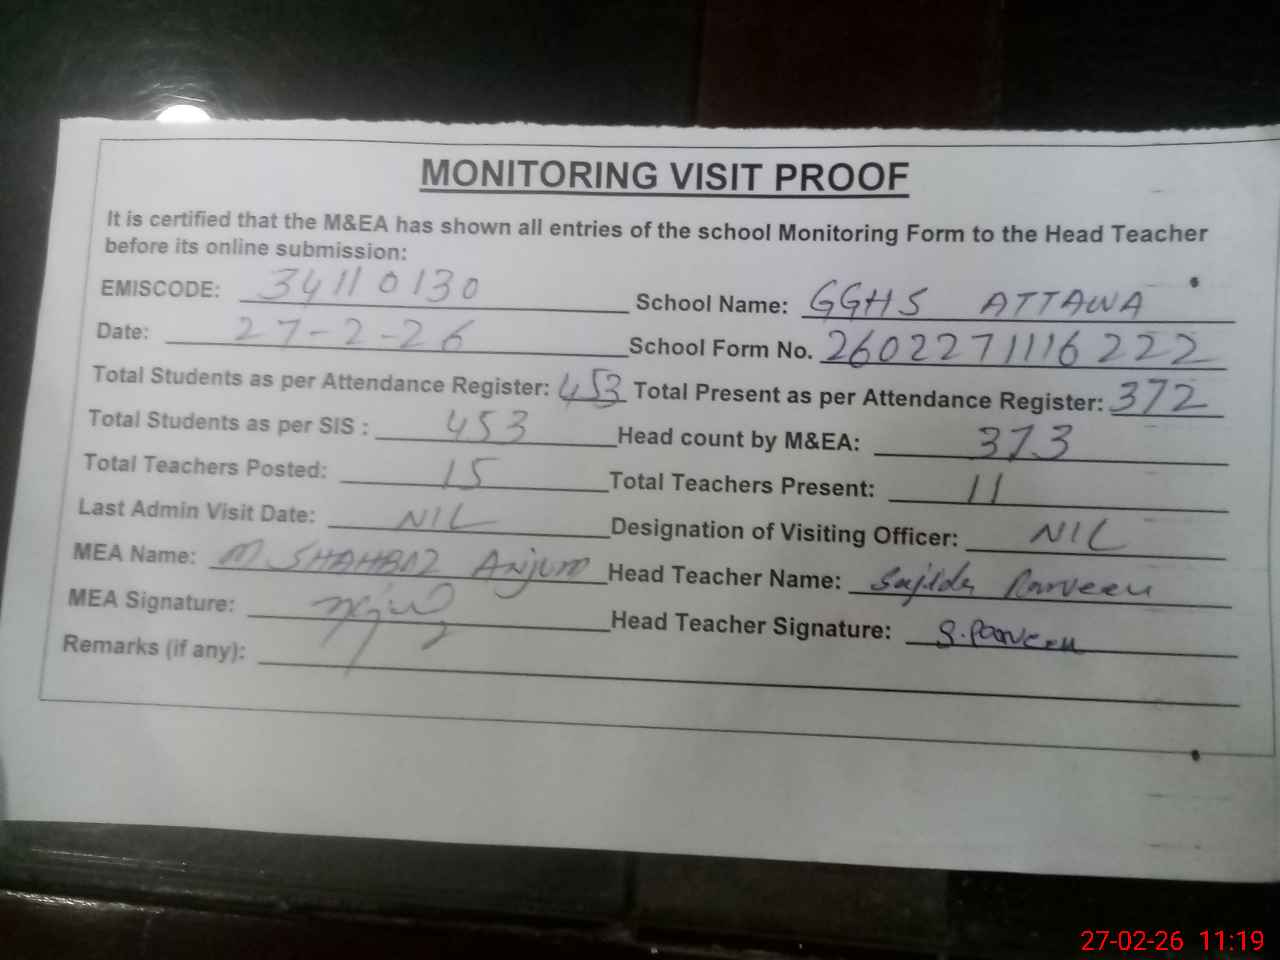 MONITORING VISIT PROOF
It is certified that the M&EA has shown all entries of the school Monitoring Form to the Head Teacher
before its online submission:
EMISCODE: 34110130 School Name: GGHS ATTAWA
Date: 27-2-26 School Form No. 2602271116222
Total Students as per Attendance Register: 453 Total Present as per Attendance Register: 372
Total Students as per SIS : 453 Head count by M&EA: 373
Total Teachers Posted: 15 Total Teachers Present: 11
Last Admin Visit Date: NIL Designation of Visiting Officer: NIL
MEA Name: M. SHAHBAZ Anjum Head Teacher Name: Sajida Parveen
MEA Signature: Head Teacher Signature: S. Parveen
Remarks (if any):
27-02-26 11:19